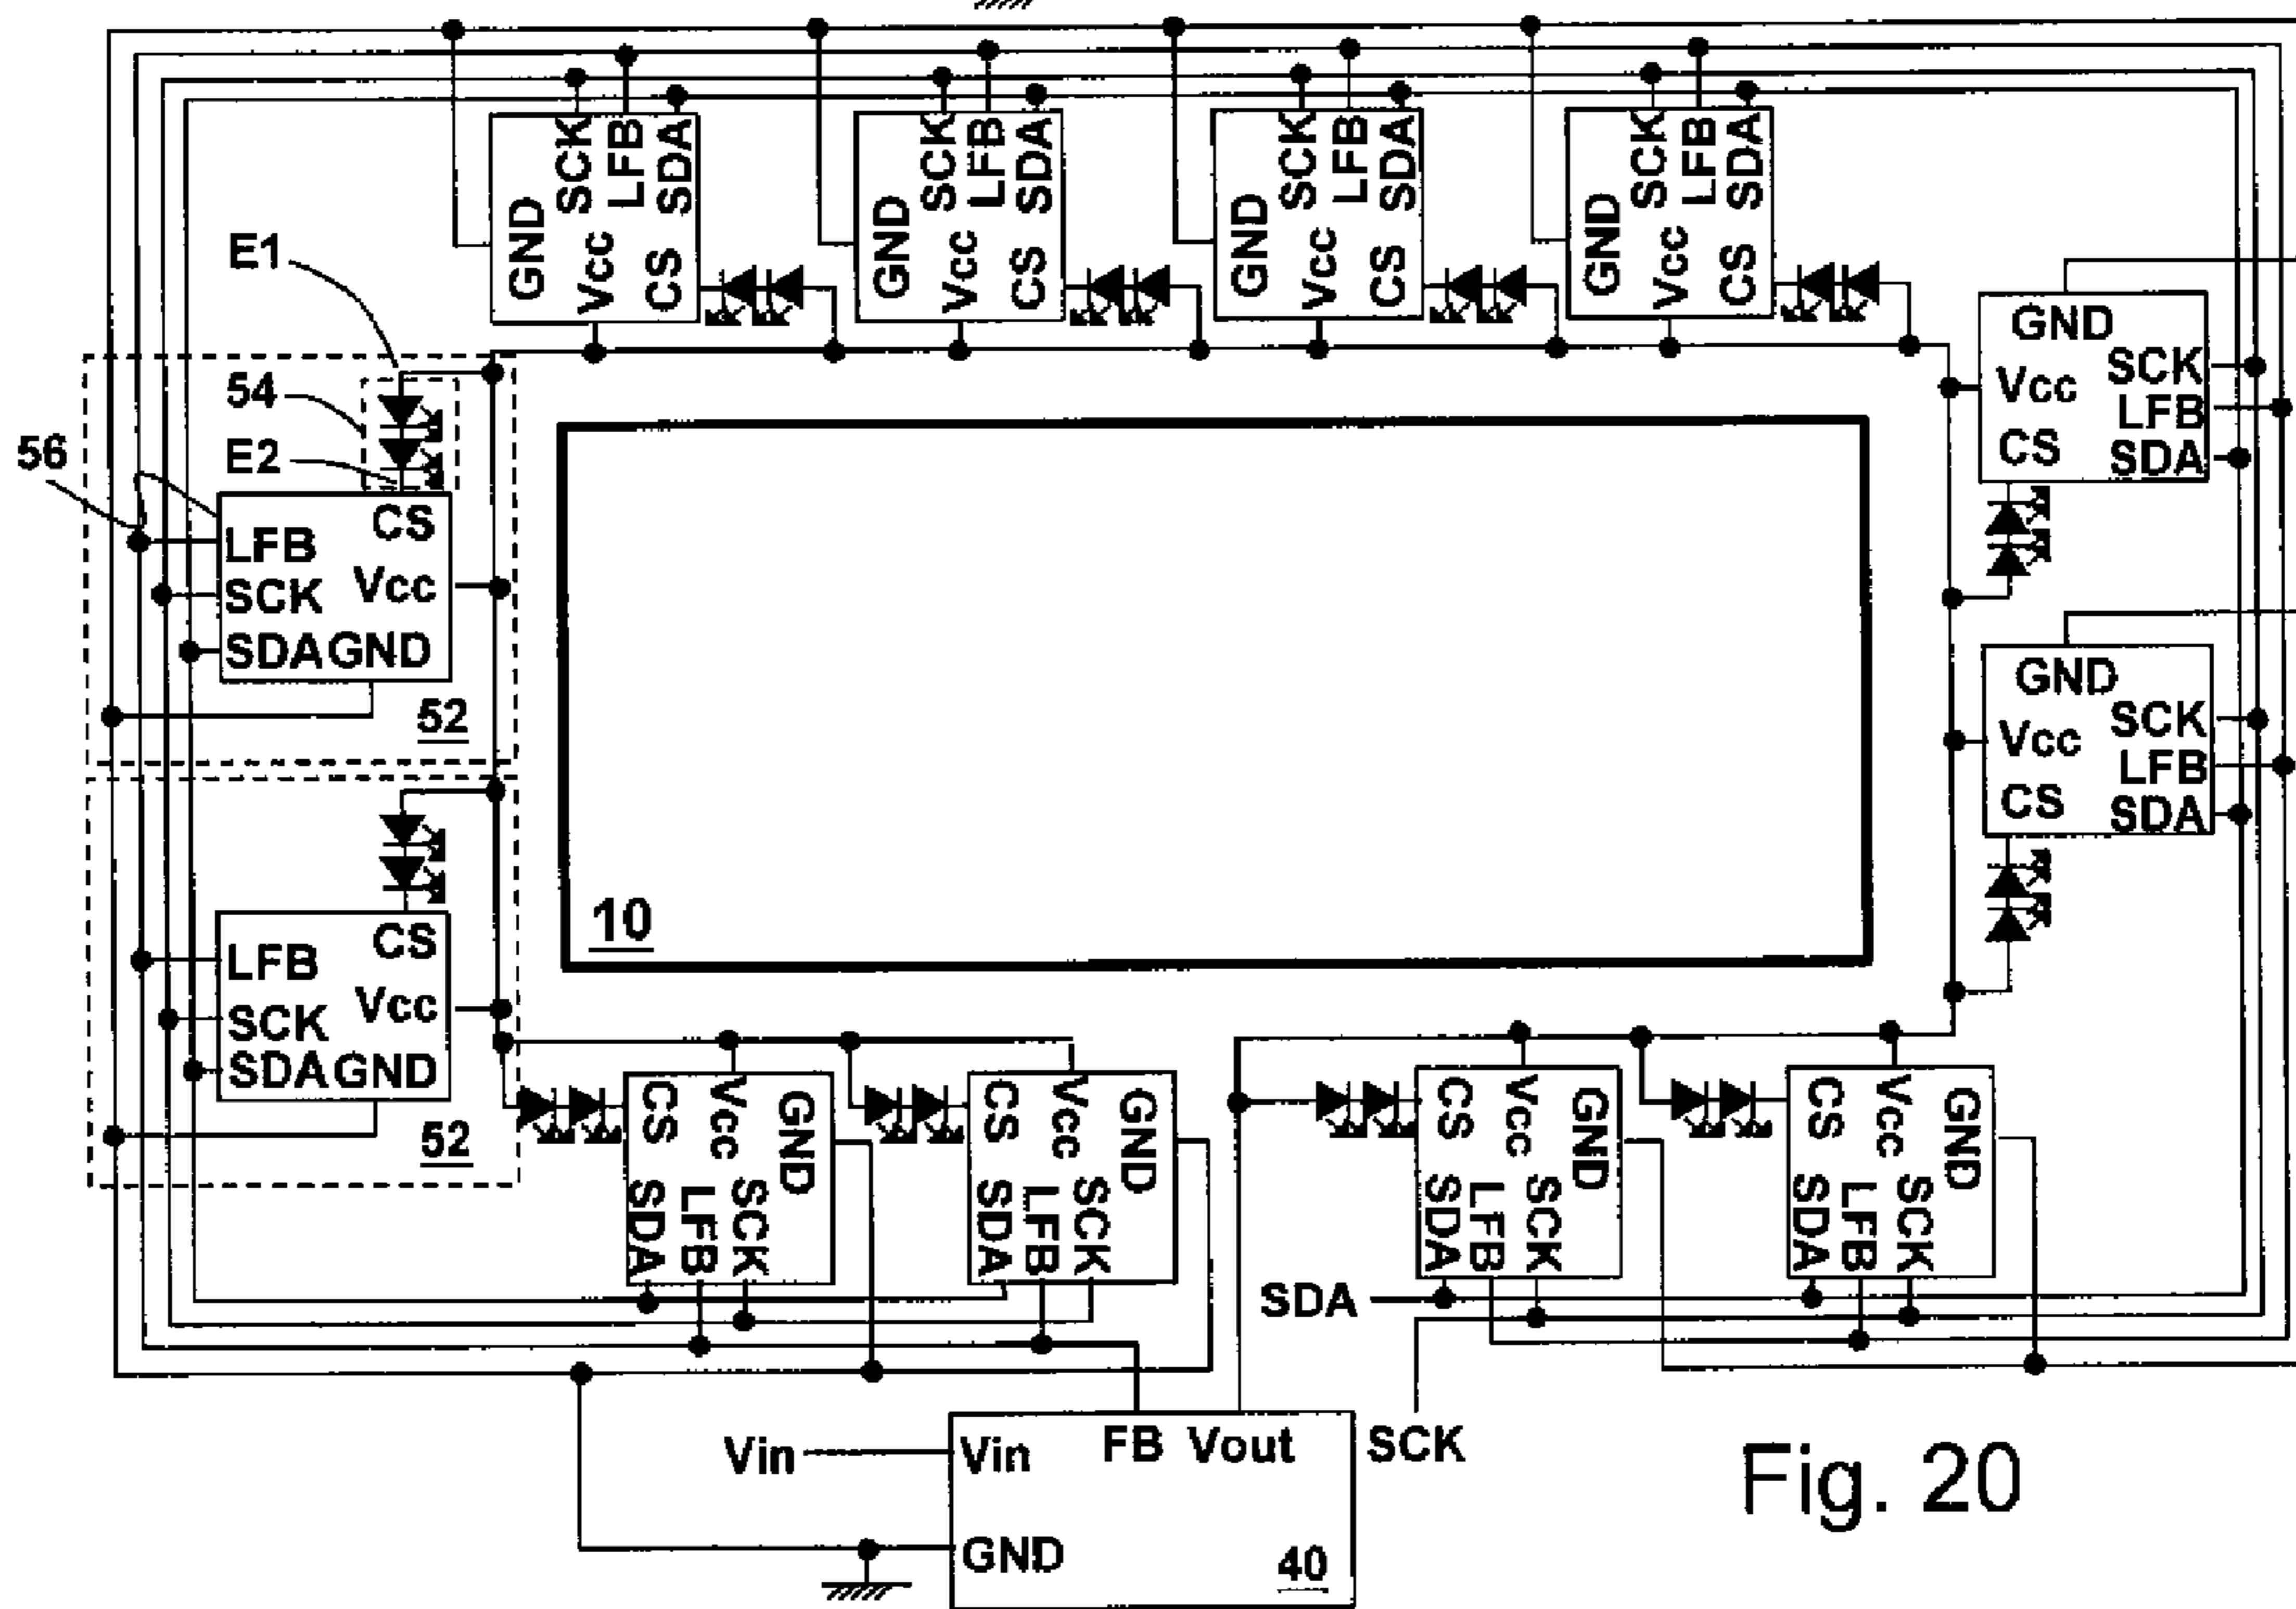 GND SCK LFB SDA Vcc CS
GND SCK LFB SDA Vcc CS
GND SCK LFB SDA Vcc CS
GND SCK LFB SDA Vcc CS
E1
54
E2
56
CS
LFB
SCK Vcc
SDA GND
52
GND
SCK
Vcc
LFB
CS
SDA
GND
SCK
Vcc
LFB
CS
SDA
10
CS
LFB
SCK Vcc
SDA GND
52
CS Vcc GND SDA LFB SCK
CS Vcc GND SDA LFB SCK
CS Vcc GND SDA LFB SCK
CS Vcc GND SDA LFB SCK
SDA
SCK
Vin
Vin FB Vout
GND
40
Fig. 20